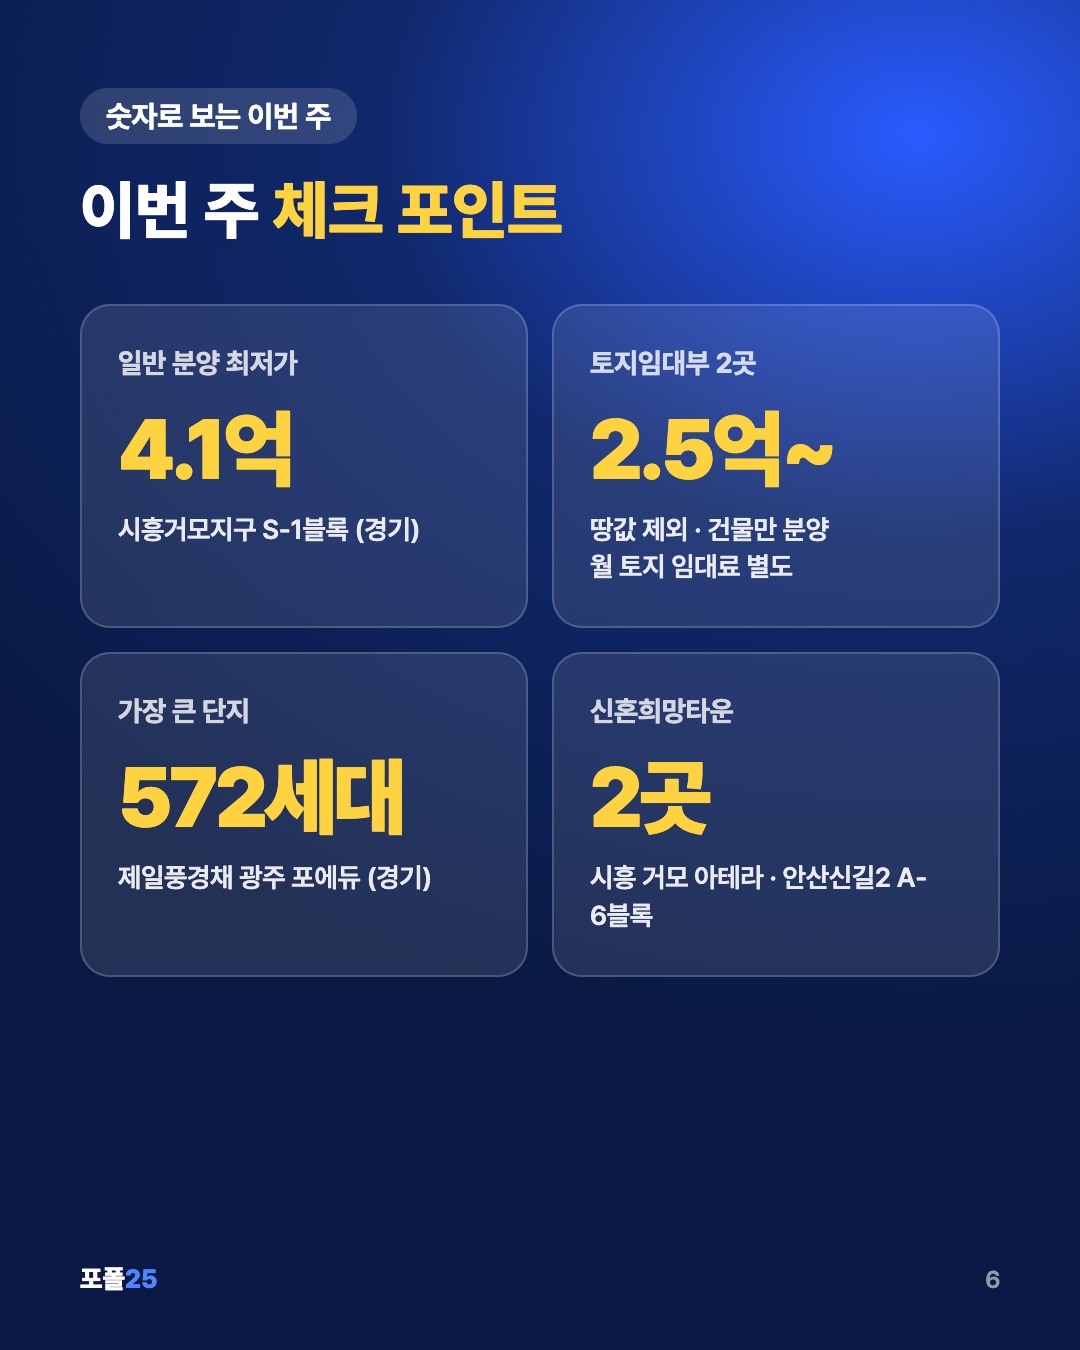 숫자로 보는 이번 주
이번 주 체크 포인트
일반 분양 최저가
4.1억
시흥거모지구 S-1블록 (경기)
토지임대부 2곳
2.5억~
땅값 제외 · 건물만 분양
월 토지 임대료 별도
가장 큰 단지
572세대
제일풍경채 광주 포에듀 (경기)
신혼희망타운
2곳
시흥 거모 아테라 · 안산신길2 A-
6블록
포폴25
6